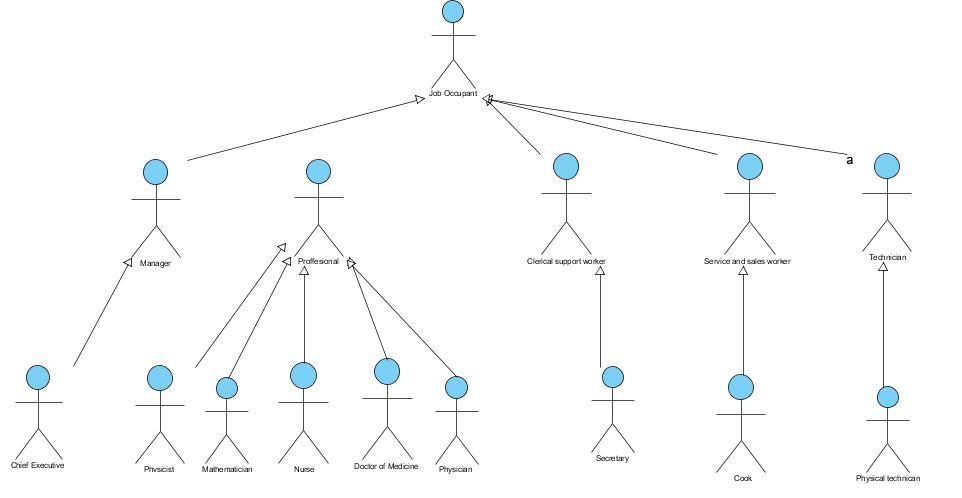 Job Occupant
a
Manager
Proffesional
Clerical support worker
Service and sales worker
Technician
Chief Executive
Physicist
Mathematician
Nurse
Doctor of Medicine
Physician
Secretary
Cook
Physical technican